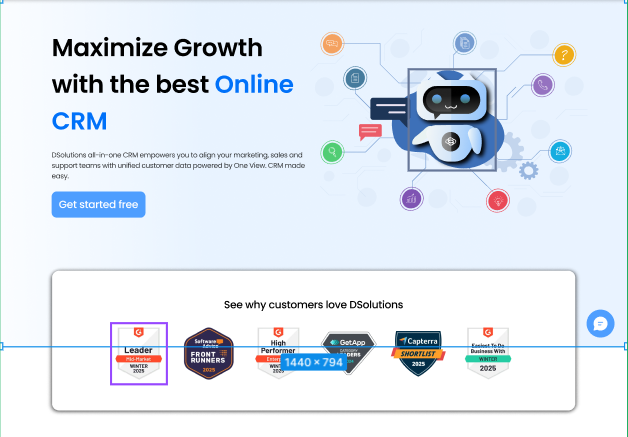 Maximize Growth
with the best Online
CRM
DSolutions all-in-one CRM empowers you to align your marketing, sales and
support teams with unified customer data powered by One View. CRM made
easy.
Get started free
See why customers love DSolutions
Leader
Mid-Market
WINTER
2025
Software
Advice
FRONT
RUNNERS
2025
High
Performer
WINTER
2025
GetApp
CATEGORY
2025
Capterra
SHORTLIST
2025
Easiest To Do
Business With
WINTER
2025
1440 × 794